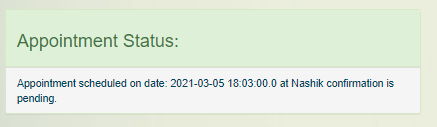 Appointment Status:
Appointment scheduled on date: 2021-03-05 18:03:00.0 at Nashik confirmation is
pending.